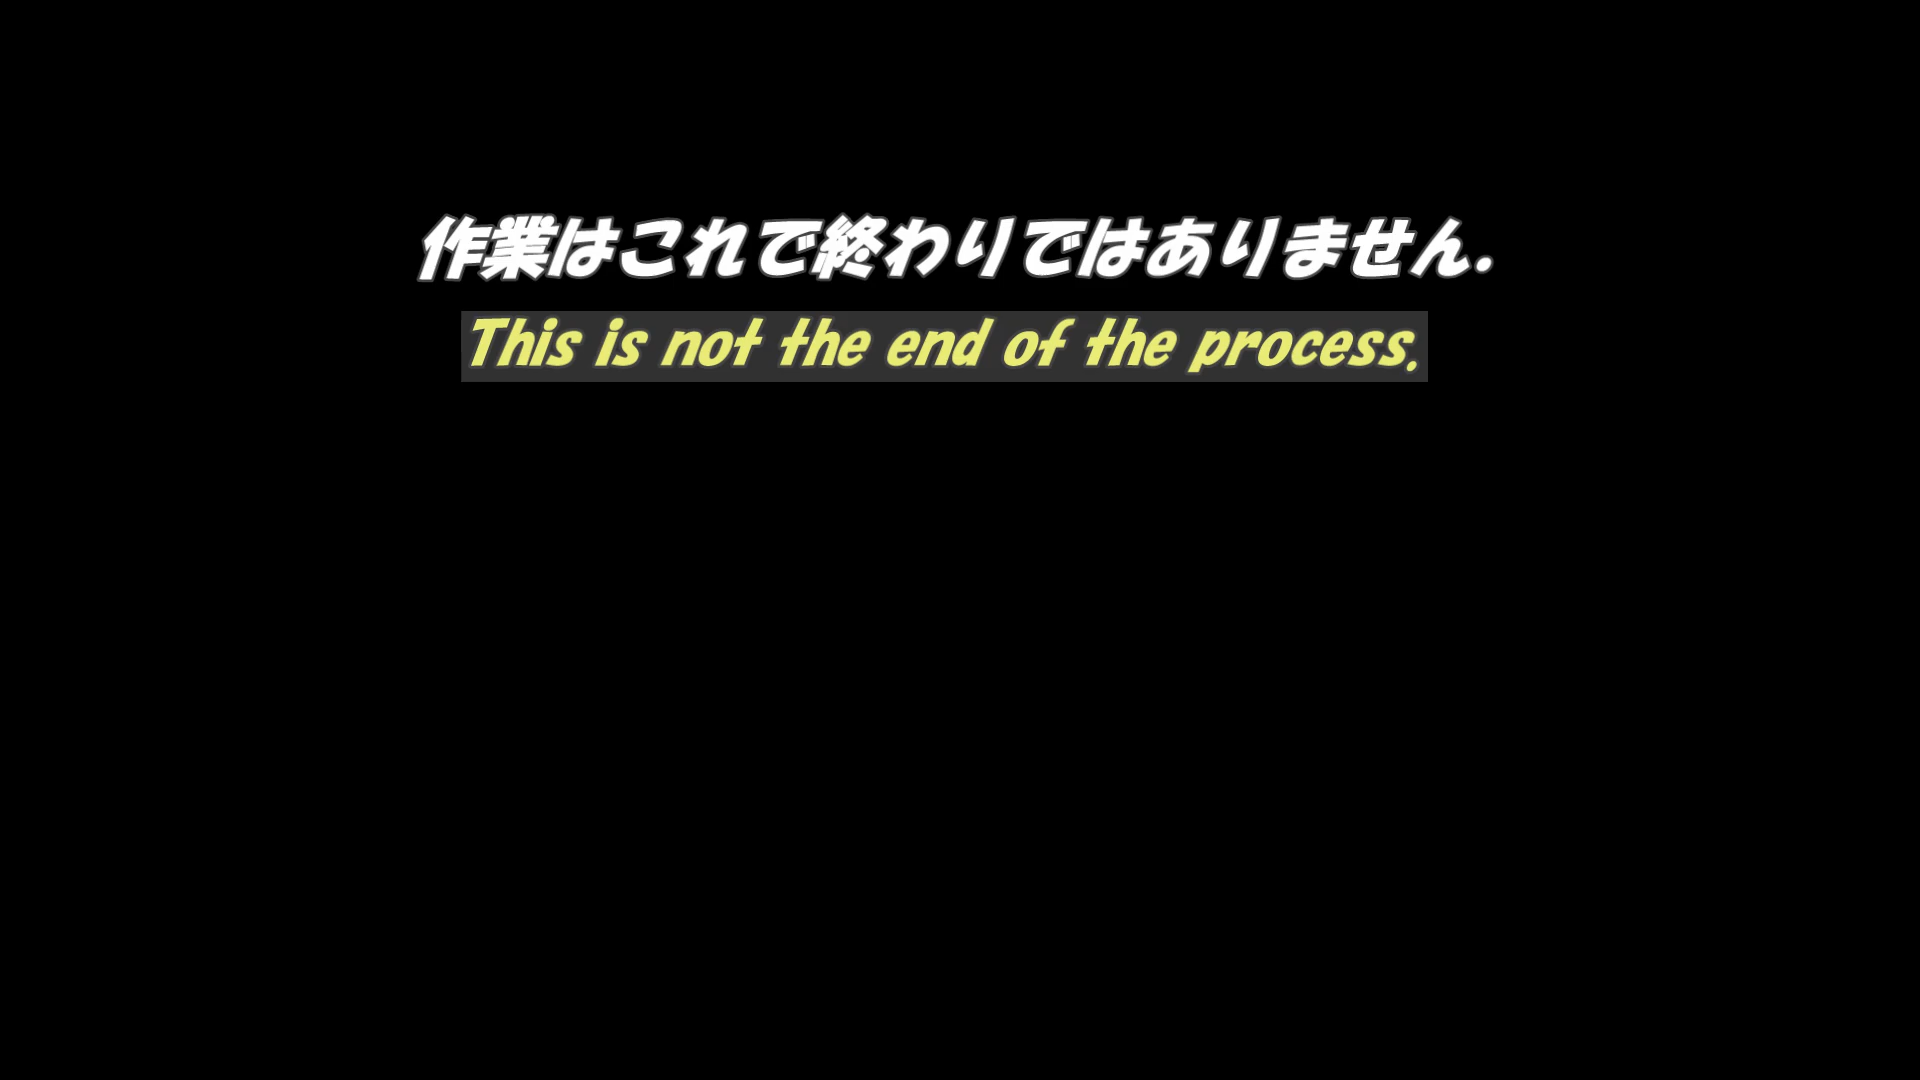 作業はこれで終わりではありません.
This is not the end of the process.